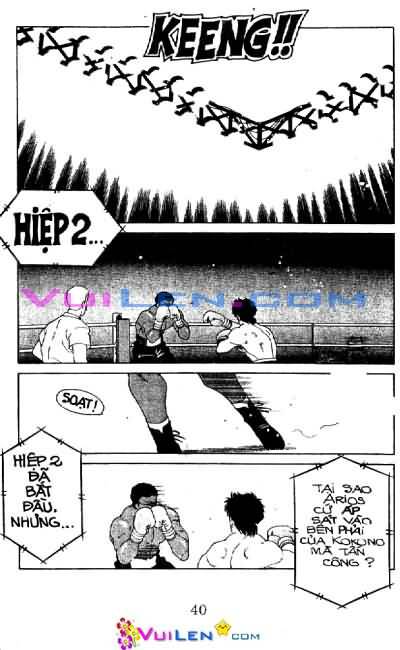 KEENG!!
HIỆP 2...
VUILEN.COM
SOẠT!
HIỆP 2
ĐÃ
BẮT
ĐẦU,
NHƯNG...
TẠI SAO
ARIOS
CỨ ÁP
SÁT VÀO
BÊN PHẢI
CỦA KOKUNO
MÀ TẤN
CÔNG?
40
VUILEN.COM